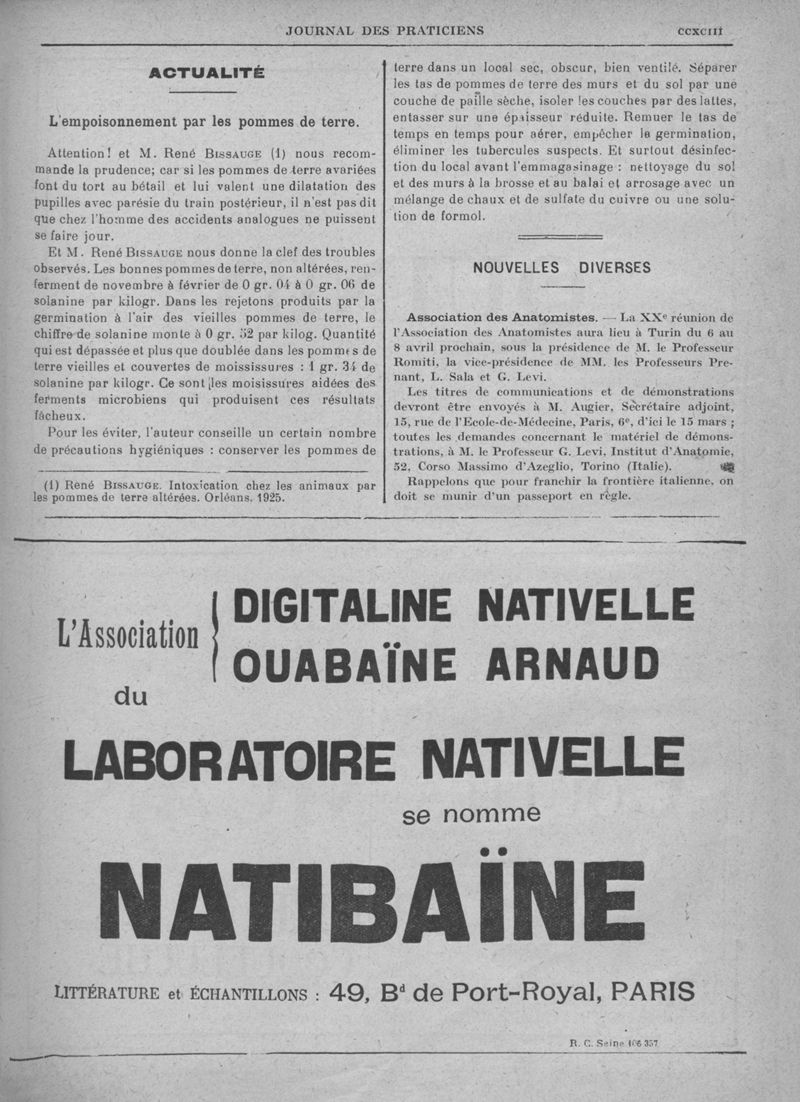 JOURNAL DES PRATICIENS
CCXCIII
ACTUALITÉ
L'empoisonnement par les pommes de terre.
Attention! et M. René BISSAUGE (1) nous recom-
mande la prudence; car si les pommes de terre avariées
font du tort au bétail et lui valent une dilatation des
pupilles avec parésie du train postérieur, il n'est pas dit
que chez l'homme des accidents analogues ne puissent
se faire jour.
Et M. René BISSAUGE nous donne la clef des troubles
observés. Les bonnes pommes de terre, non altérées, ren-
ferment de novembre à février de 0 gr. 04 à 0 gr. 06 de
solanine par kilogr. Dans les rejetons produits par la
germination à l'air des vieilles pommes de terre, le
chiffre de solanine monte à 0 gr. 52 par kilog. Quantité
qui est dépassée et plus que doublée dans les pommes de
terre vieilles et couvertes de moississures : 1 gr. 34 de
solanine par kilogr. Ce sont les moisissures aidées des
ferments microbiens qui produisent ces résultats
fâcheux.
Pour les éviter, l'auteur conseille un certain nombre
de précautions hygiéniques : conserver les pommes de
(1) René BISSAUGE. Intoxication chez les animaux par
les pommes de terre altérées. Orléans, 1925.
terre dans un local sec, obscur, bien ventilé. Séparer
les tas de pommes de terre des murs et du sol par une
couche de paille sèche, isoler les couches par des lattes,
entasser sur une épaisseur réduite. Remuer le tas de
temps en temps pour aérer, empêcher la germination,
éliminer les tubercules suspects. Et surtout désinfec-
tion du local avant l'emmagasinage : nettoyage du sol
et des murs à la brosse et au balai et arrosage avec un
mélange de chaux et de sulfate du cuivre ou une solu-
tion de formol.
NOUVELLES DIVERSES
Association des Anatomistes. — La XXe réunion de
l'Association des Anatomistes aura lieu à Turin du 6 au
8 avril prochain, sous la présidence de M. le Professeur
Romiti, la vice-présidence de MM. les Professeurs Pre-
nant, L. Sala et G. Levi.
Les titres de communications et de démonstrations
devront être envoyés à M. Augier, Secrétaire adjoint,
15, rue de l'Ecole-de-Médecine, Paris, 6e, d'ici le 15 mars ;
toutes les demandes concernant le matériel de démons-
trations, à M. le Professeur G. Levi, Institut d'Anatomie,
52, Corso Massimo d'Azeglio, Torino (Italie).
Rappelons que pour franchir la frontière italienne, on
doit se munir d'un passeport en règle.
L'Association
DIGITALINE NATIVELLE
OUABAÏNE ARNAUD
du
LABORATOIRE NATIVELLE
se nomme
NATIBAÏNE
LITTÉRATURE et ÉCHANTILLONS : 49, Bd de Port-Royal, PARIS
R. C. Seine 106 357